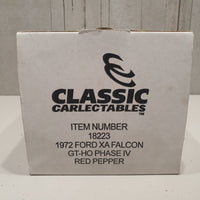 CLASSIC
CARLECTABLES
TM
ITEM NUMBER
18223
1972 FORD XA FALCON
GT-HO PHASE IV
RED PEPPER